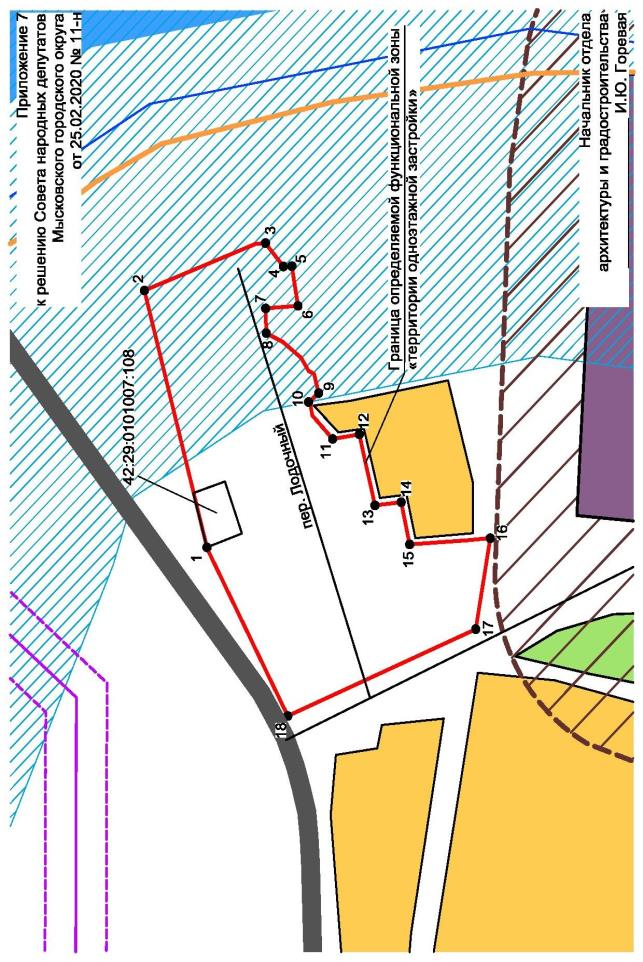 Приложение 7
к решению Совета народных депутатов
Мысковского городского округа
от 25.02.2020 № 11-н
42:29:0101007:108
пер. Лодочный
Граница определяемой функциональной зоны
«территории одноэтажной застройки»
1
2
3
4
5
6
7
8
9
10
11
12
13
14
15
16
17
18
Начальник отдела
архитектуры и градостроительства
И.Ю. Горевая